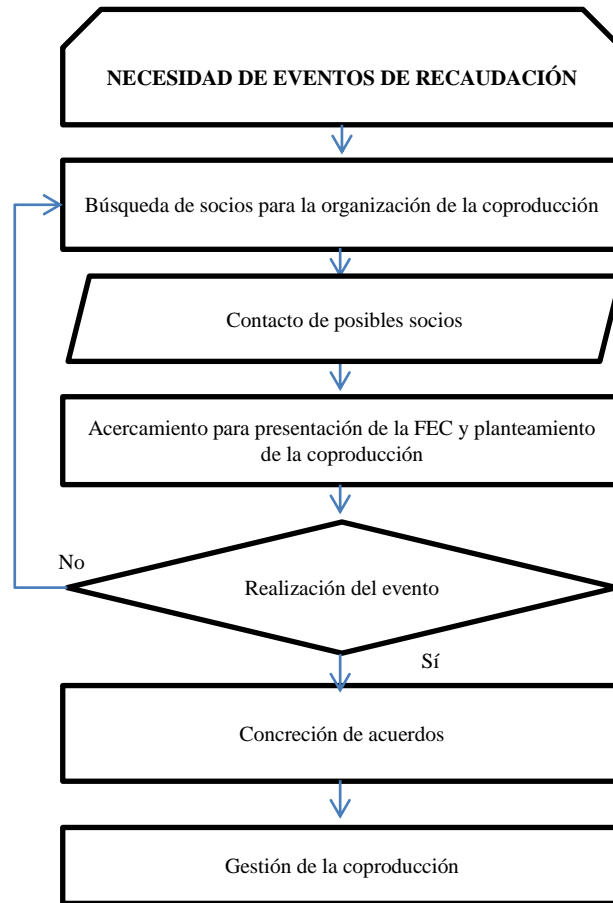 NECESIDAD DE EVENTOS DE RECAUDACIÓN
Búsqueda de socios para la organización de la coproducción
Contacto de posibles socios
Acercamiento para presentación de la FEC y planteamiento
de la coproducción
No
Realización del evento
Sí
Concreción de acuerdos
Gestión de la coproducción